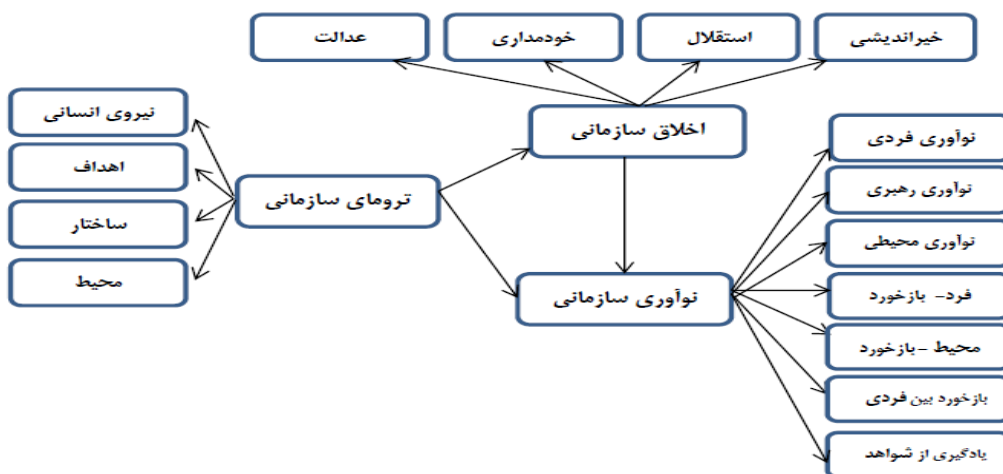 خیراندیشی
استقلال
خودمداری
عدالت
اخلاق سازمانی
نیروی انسانی
اهداف
ساختار
محیط
ترومای سازمانی
نوآوری سازمانی
نوآوری فردی
نوآوری رهبری
نوآوری محیطی
فرد- بازخورد
محیط - بازخورد
بازخورد بین فردی
یادگیری از شواهد